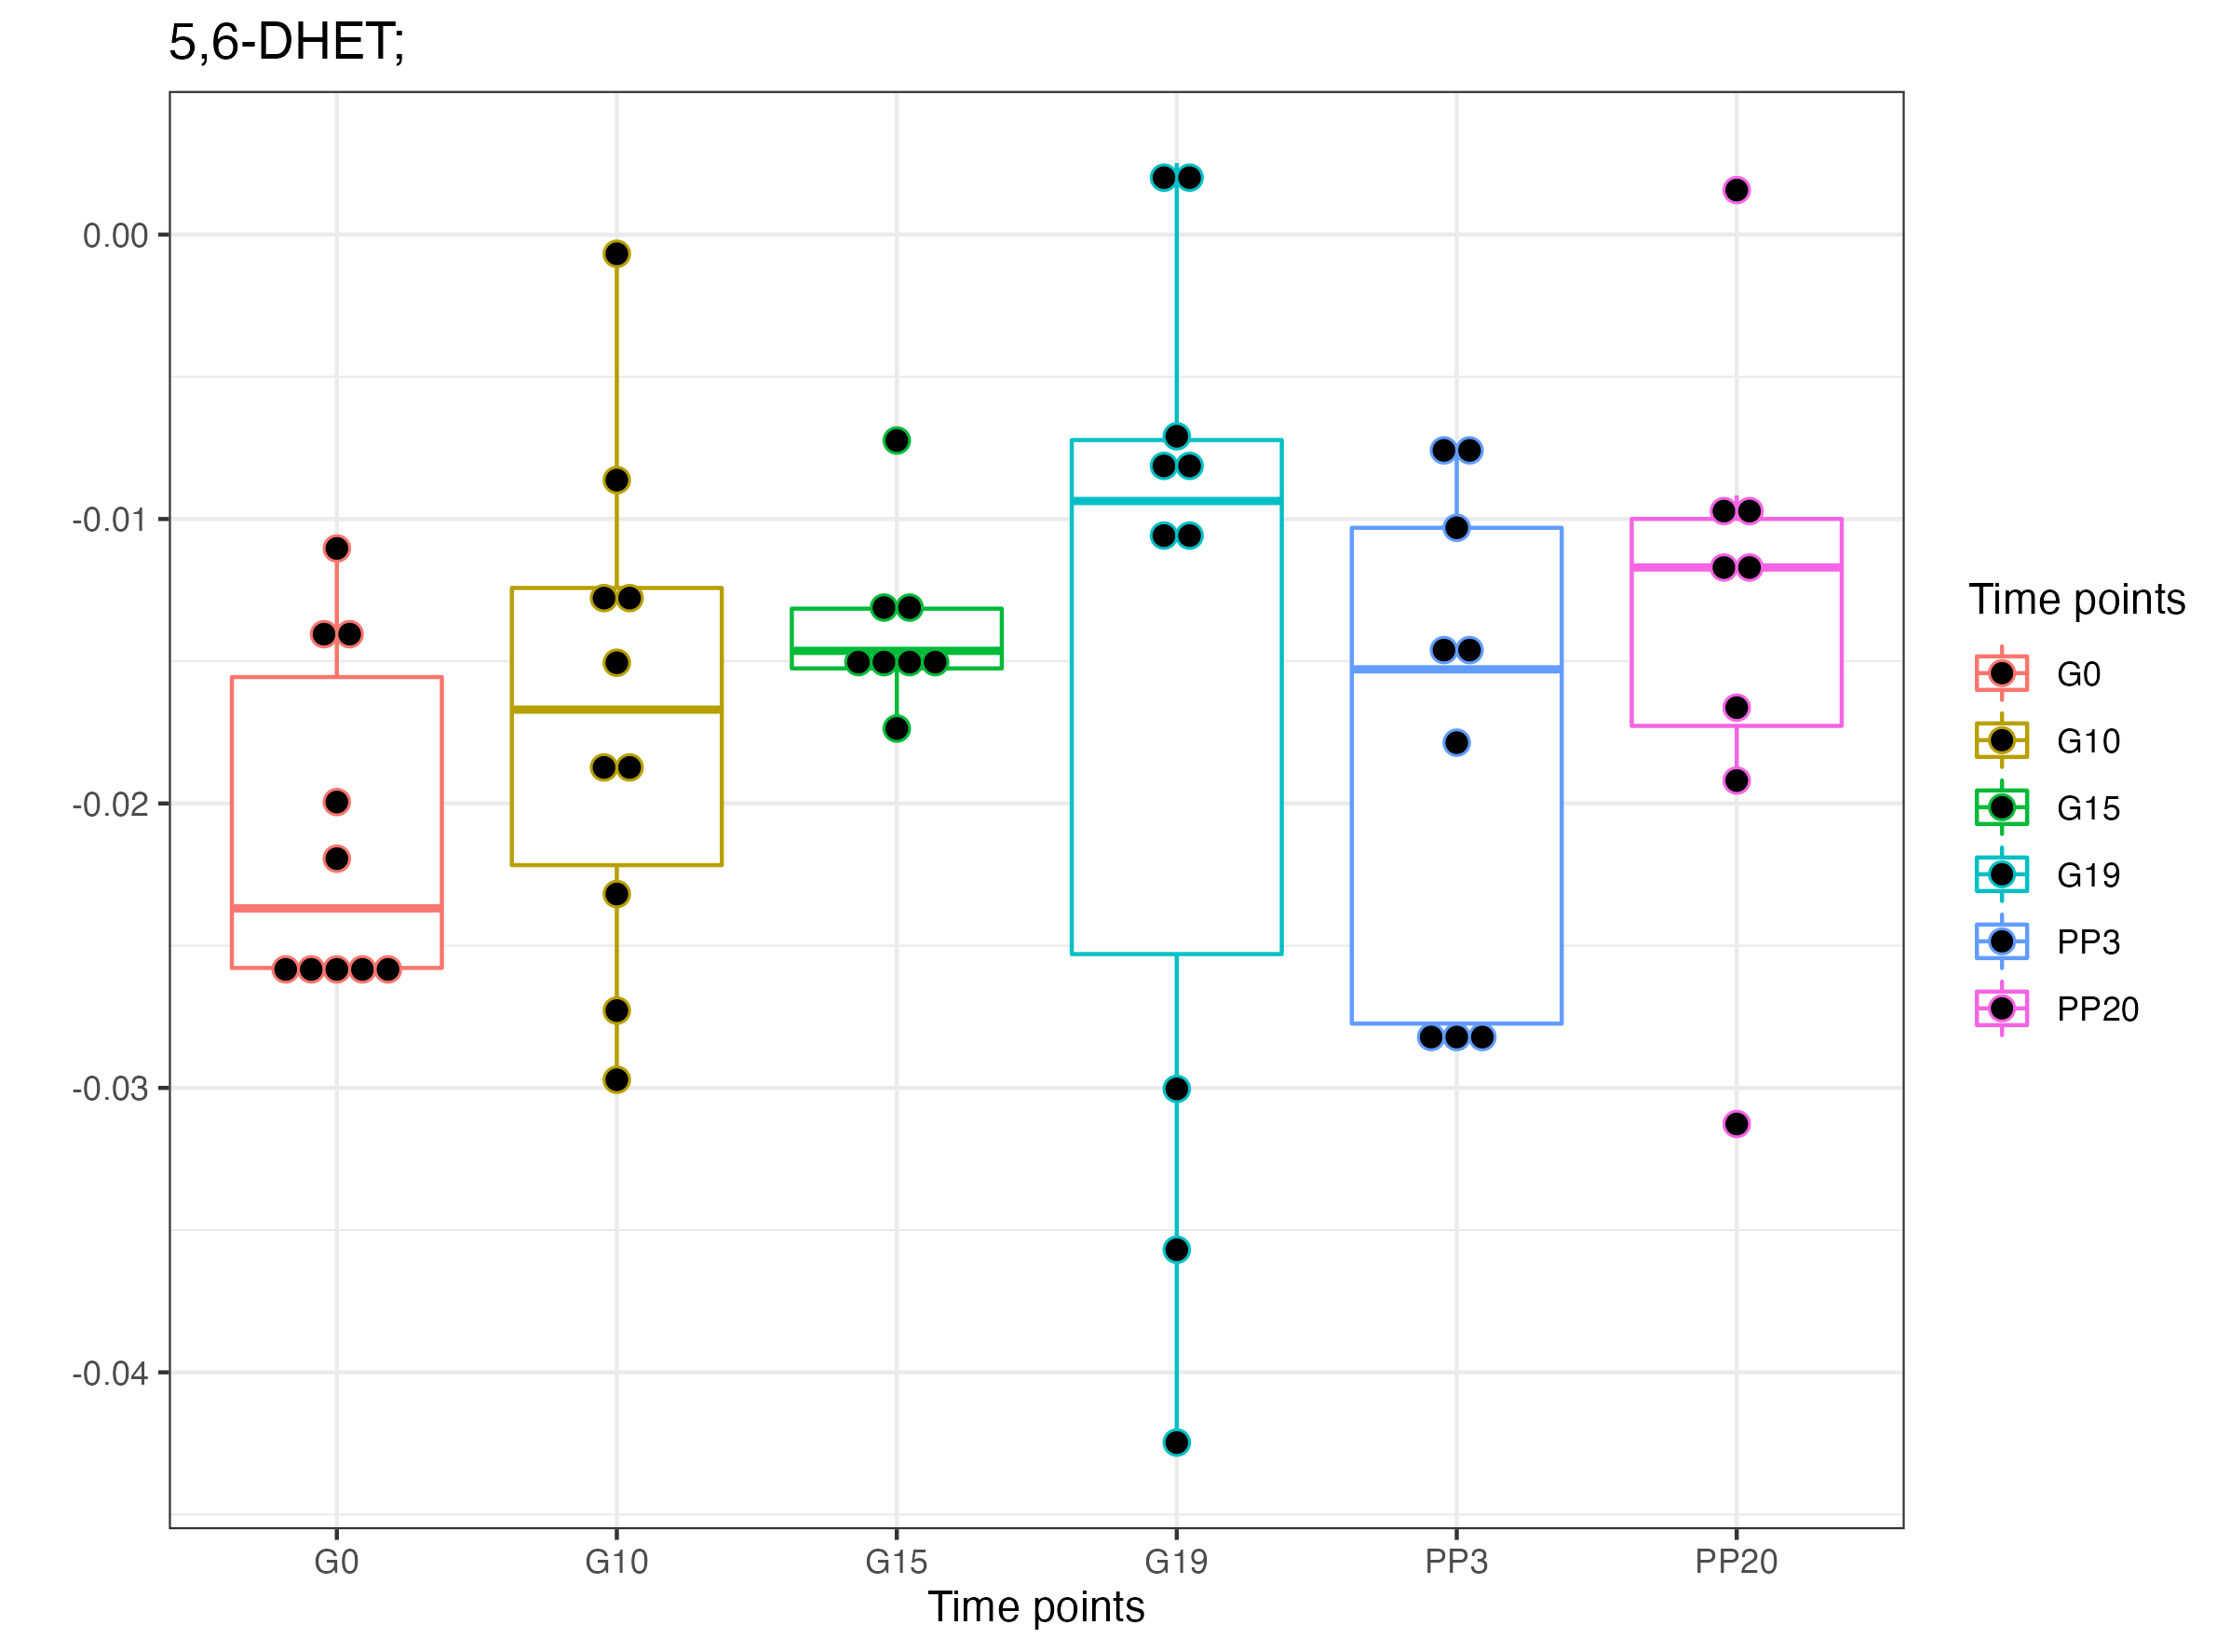 5,6-DHET;
0.00
-0.01
-0.02
-0.03
-0.04
G0 G10 G15 G19 PP3 PP20
Time points
Time points
G0
G10
G15
G19
PP3
PP20